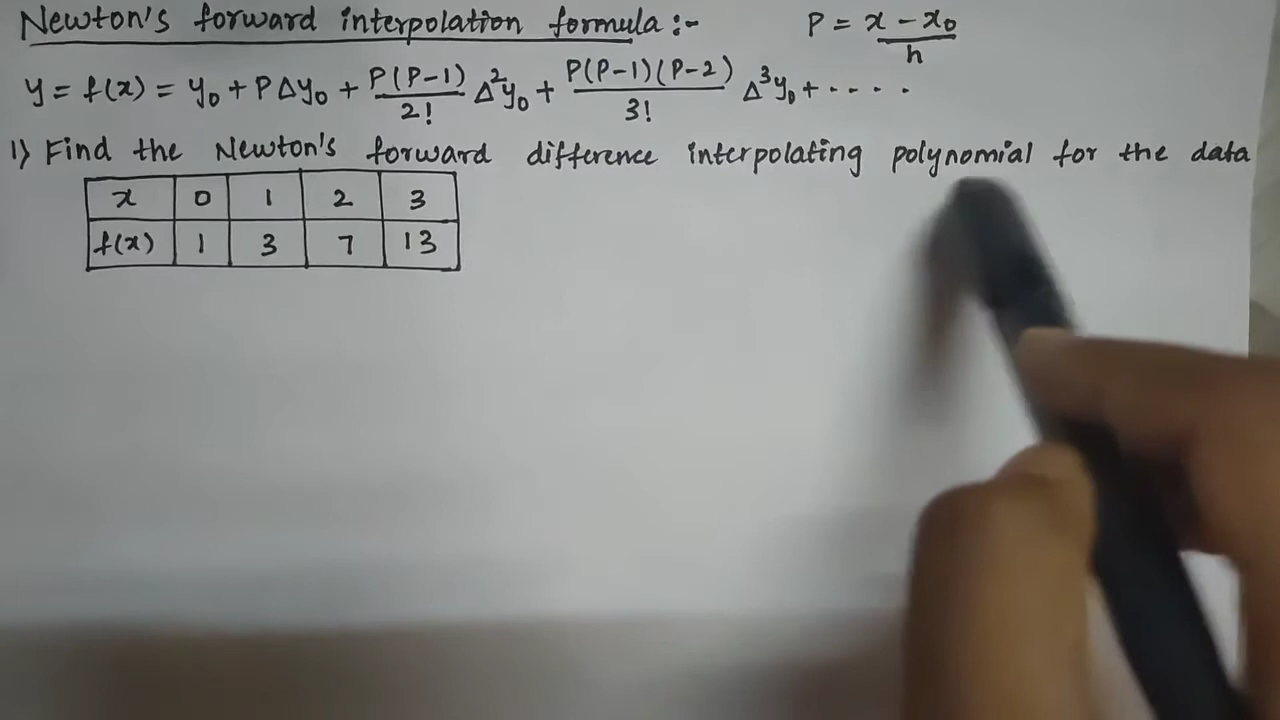 Newton's forward interpolation formula :-
P = x - x₀ / h
y = f(x) = y₀ + P Δy₀ + P(P-1)/2! Δ²y₀ + P(P-1)(P-2)/3! Δ³y₀ + ....
1) Find the Newton's forward difference interpolating polynomial for the data
x 0 1 2 3
f(x) 1 3 7 13